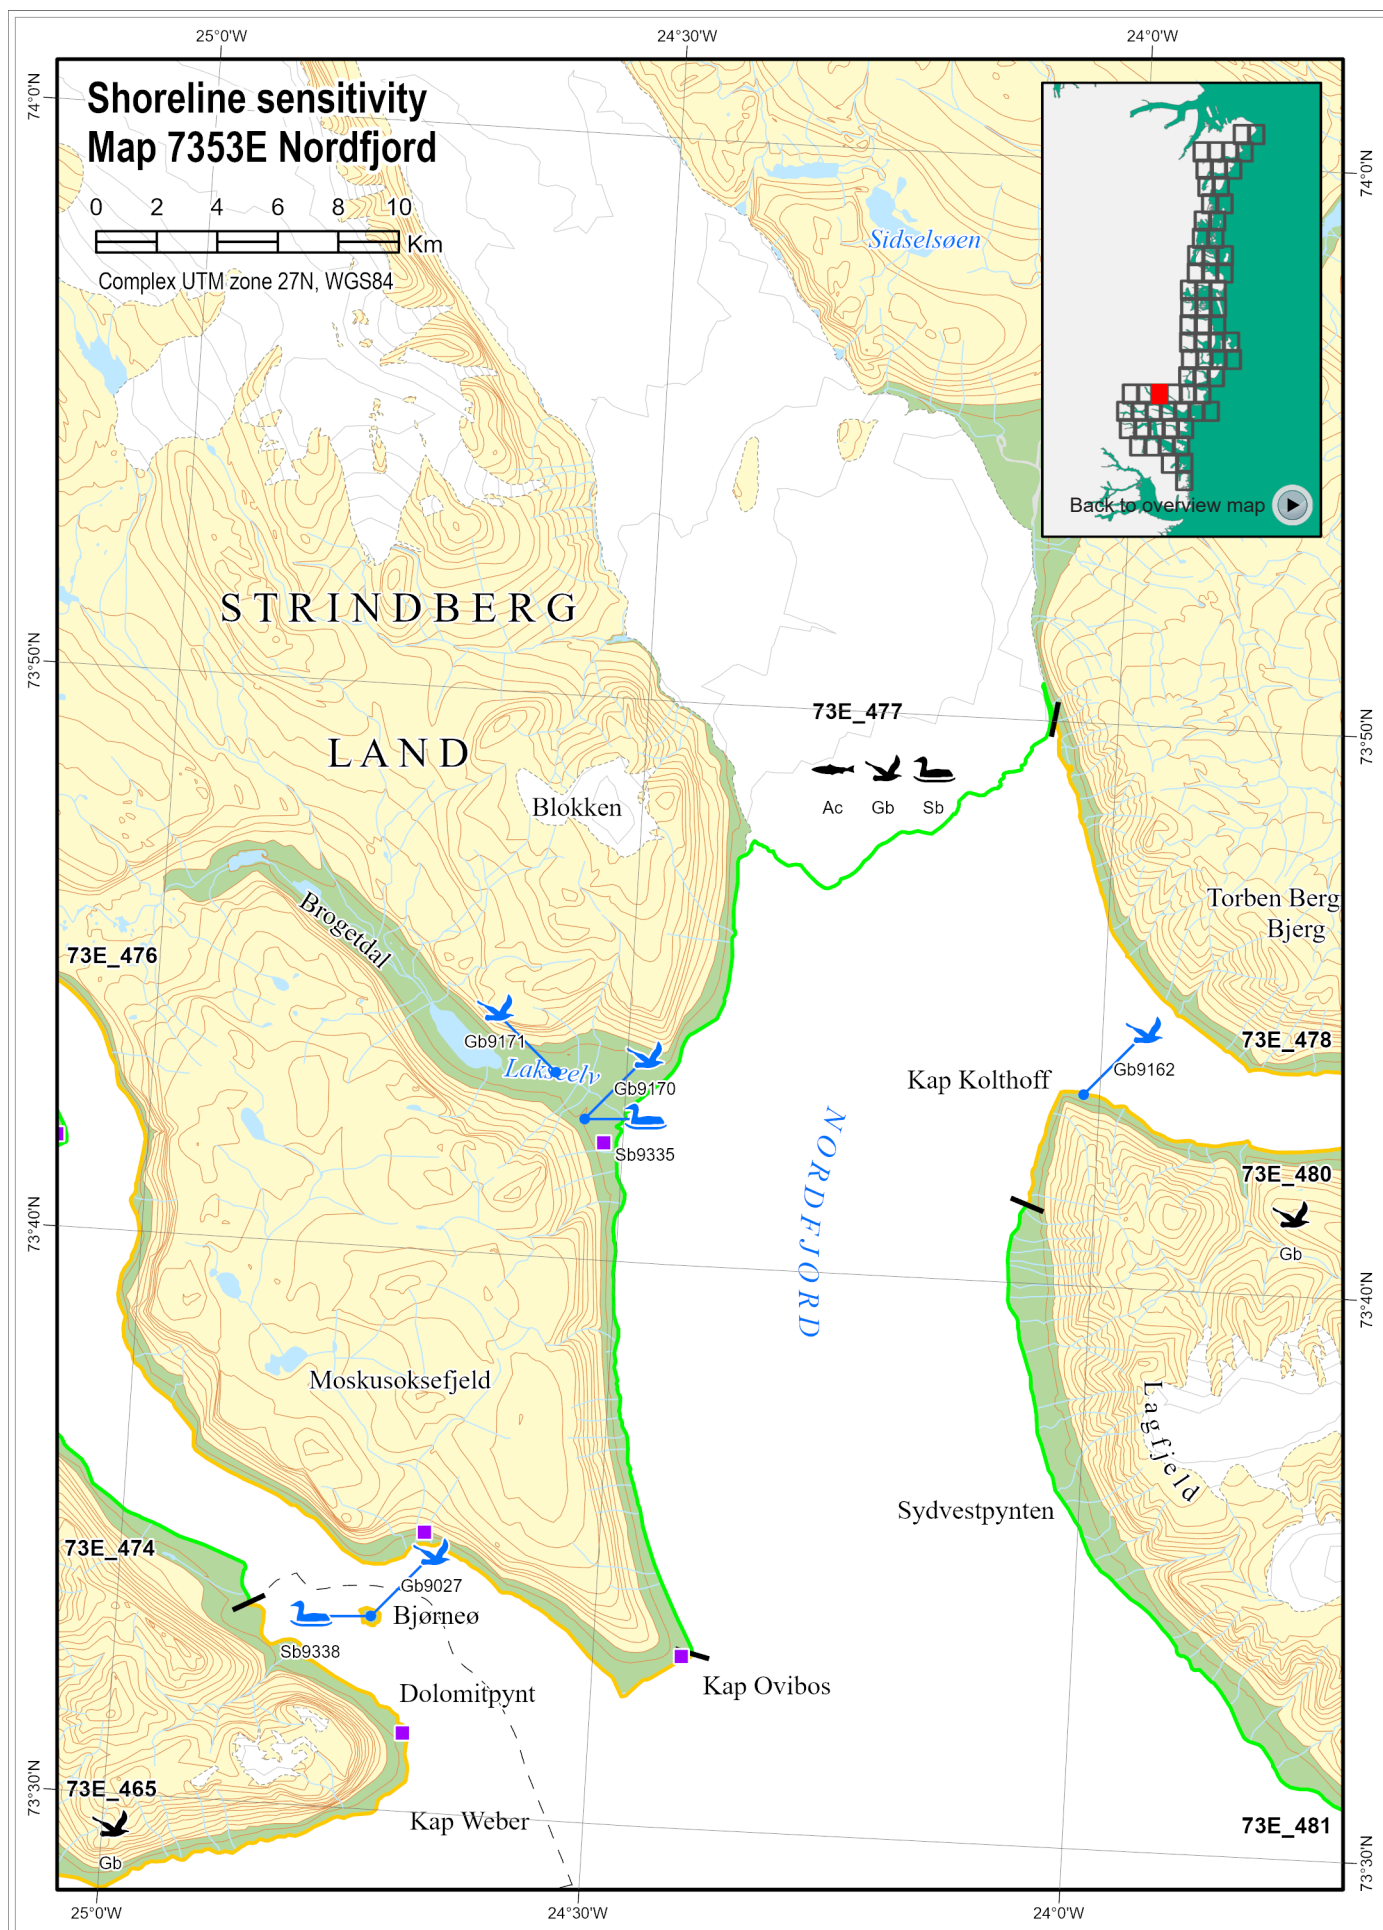 25°0'W 24°30'W 24°0'W
74°0'N
Shoreline sensitivity
Map 7353E Nordfjord
0 2 4 6 8 10
Km
Complex UTM zone 27N, WGS84
74°0'N
Sidselsøen
Back to overview map
STRINDBERG
LAND
73°50'N
73E_477
73°50'N
Ac Gb Sb
Blokken
Brogetdal
Torben Berg
Bjerg
73E_476
Gb9171
Lakseelv
Gb9170
Sb9335
Kap Kolthoff
Gb9162
73E_478
NORDFJORD
73E_480
Gb
73°40'N
73°40'N
Moskusoksefjeld
Lagfjeld
Sydvestpynten
73E_474
Gb9027
Bjørneø
Sb9338
Dolomitpynt
Kap Ovibos
73°30'N
73E_465
Gb
Kap Weber
73E_481
73°30'N
25°0'W 24°30'W 24°0'W